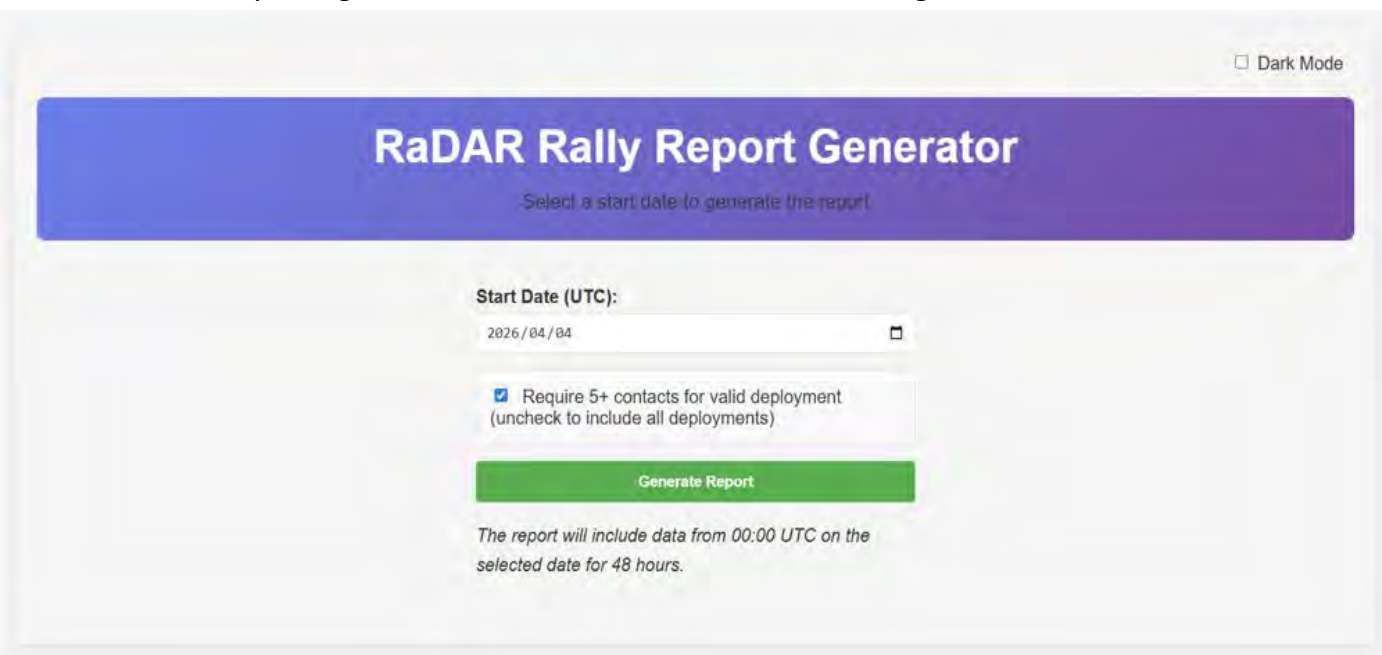 Dark Mode
RaDAR Rally Report Generator
Select a start date to generate the report
Start Date (UTC):
2026/04/04
Require 5+ contacts for valid deployment
(uncheck to include all deployments)
Generate Report
The report will include data from 00:00 UTC on the
selected date for 48 hours.